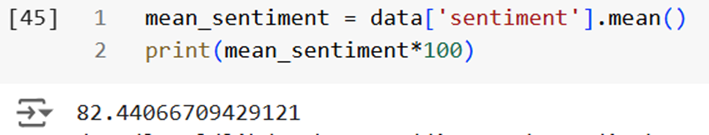 [45] 1 mean_sentiment = data['sentiment'].mean()
2 print(mean_sentiment*100)
82.44066709429121